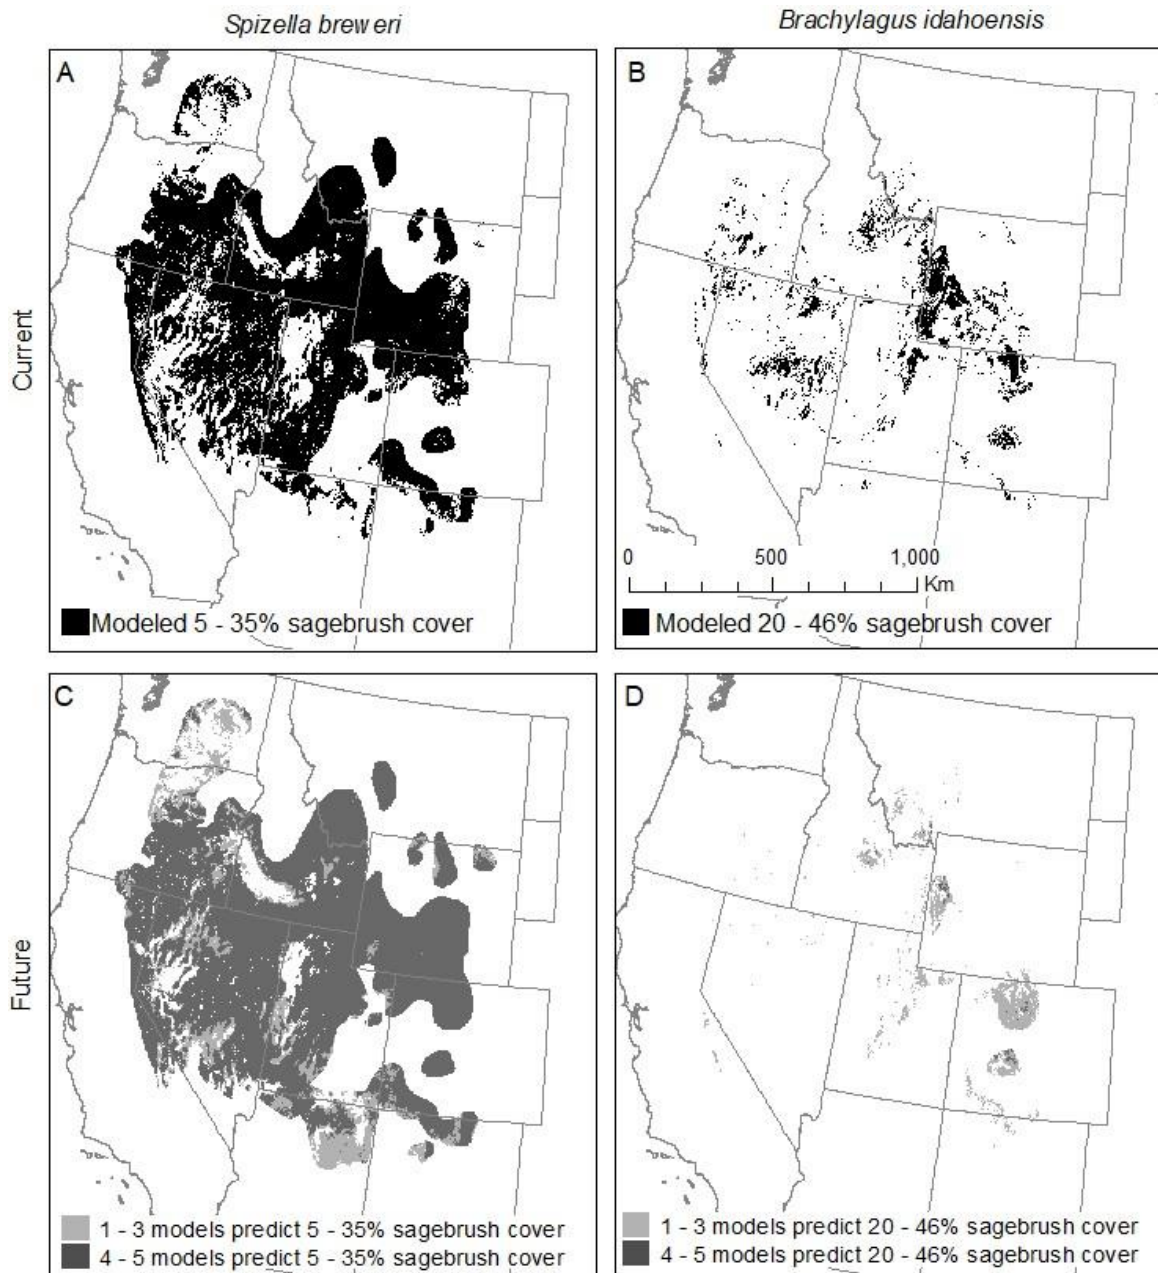 Spizella breweri
Brachylagus idahoensis
Current
A
Modeled 5 - 35% sagebrush cover
B
0 500 1,000
Km
Modeled 20 - 46% sagebrush cover
Future
C
1 - 3 models predict 5 - 35% sagebrush cover
4 - 5 models predict 5 - 35% sagebrush cover
D
1 - 3 models predict 20 - 46% sagebrush cover
4 - 5 models predict 20 - 46% sagebrush cover